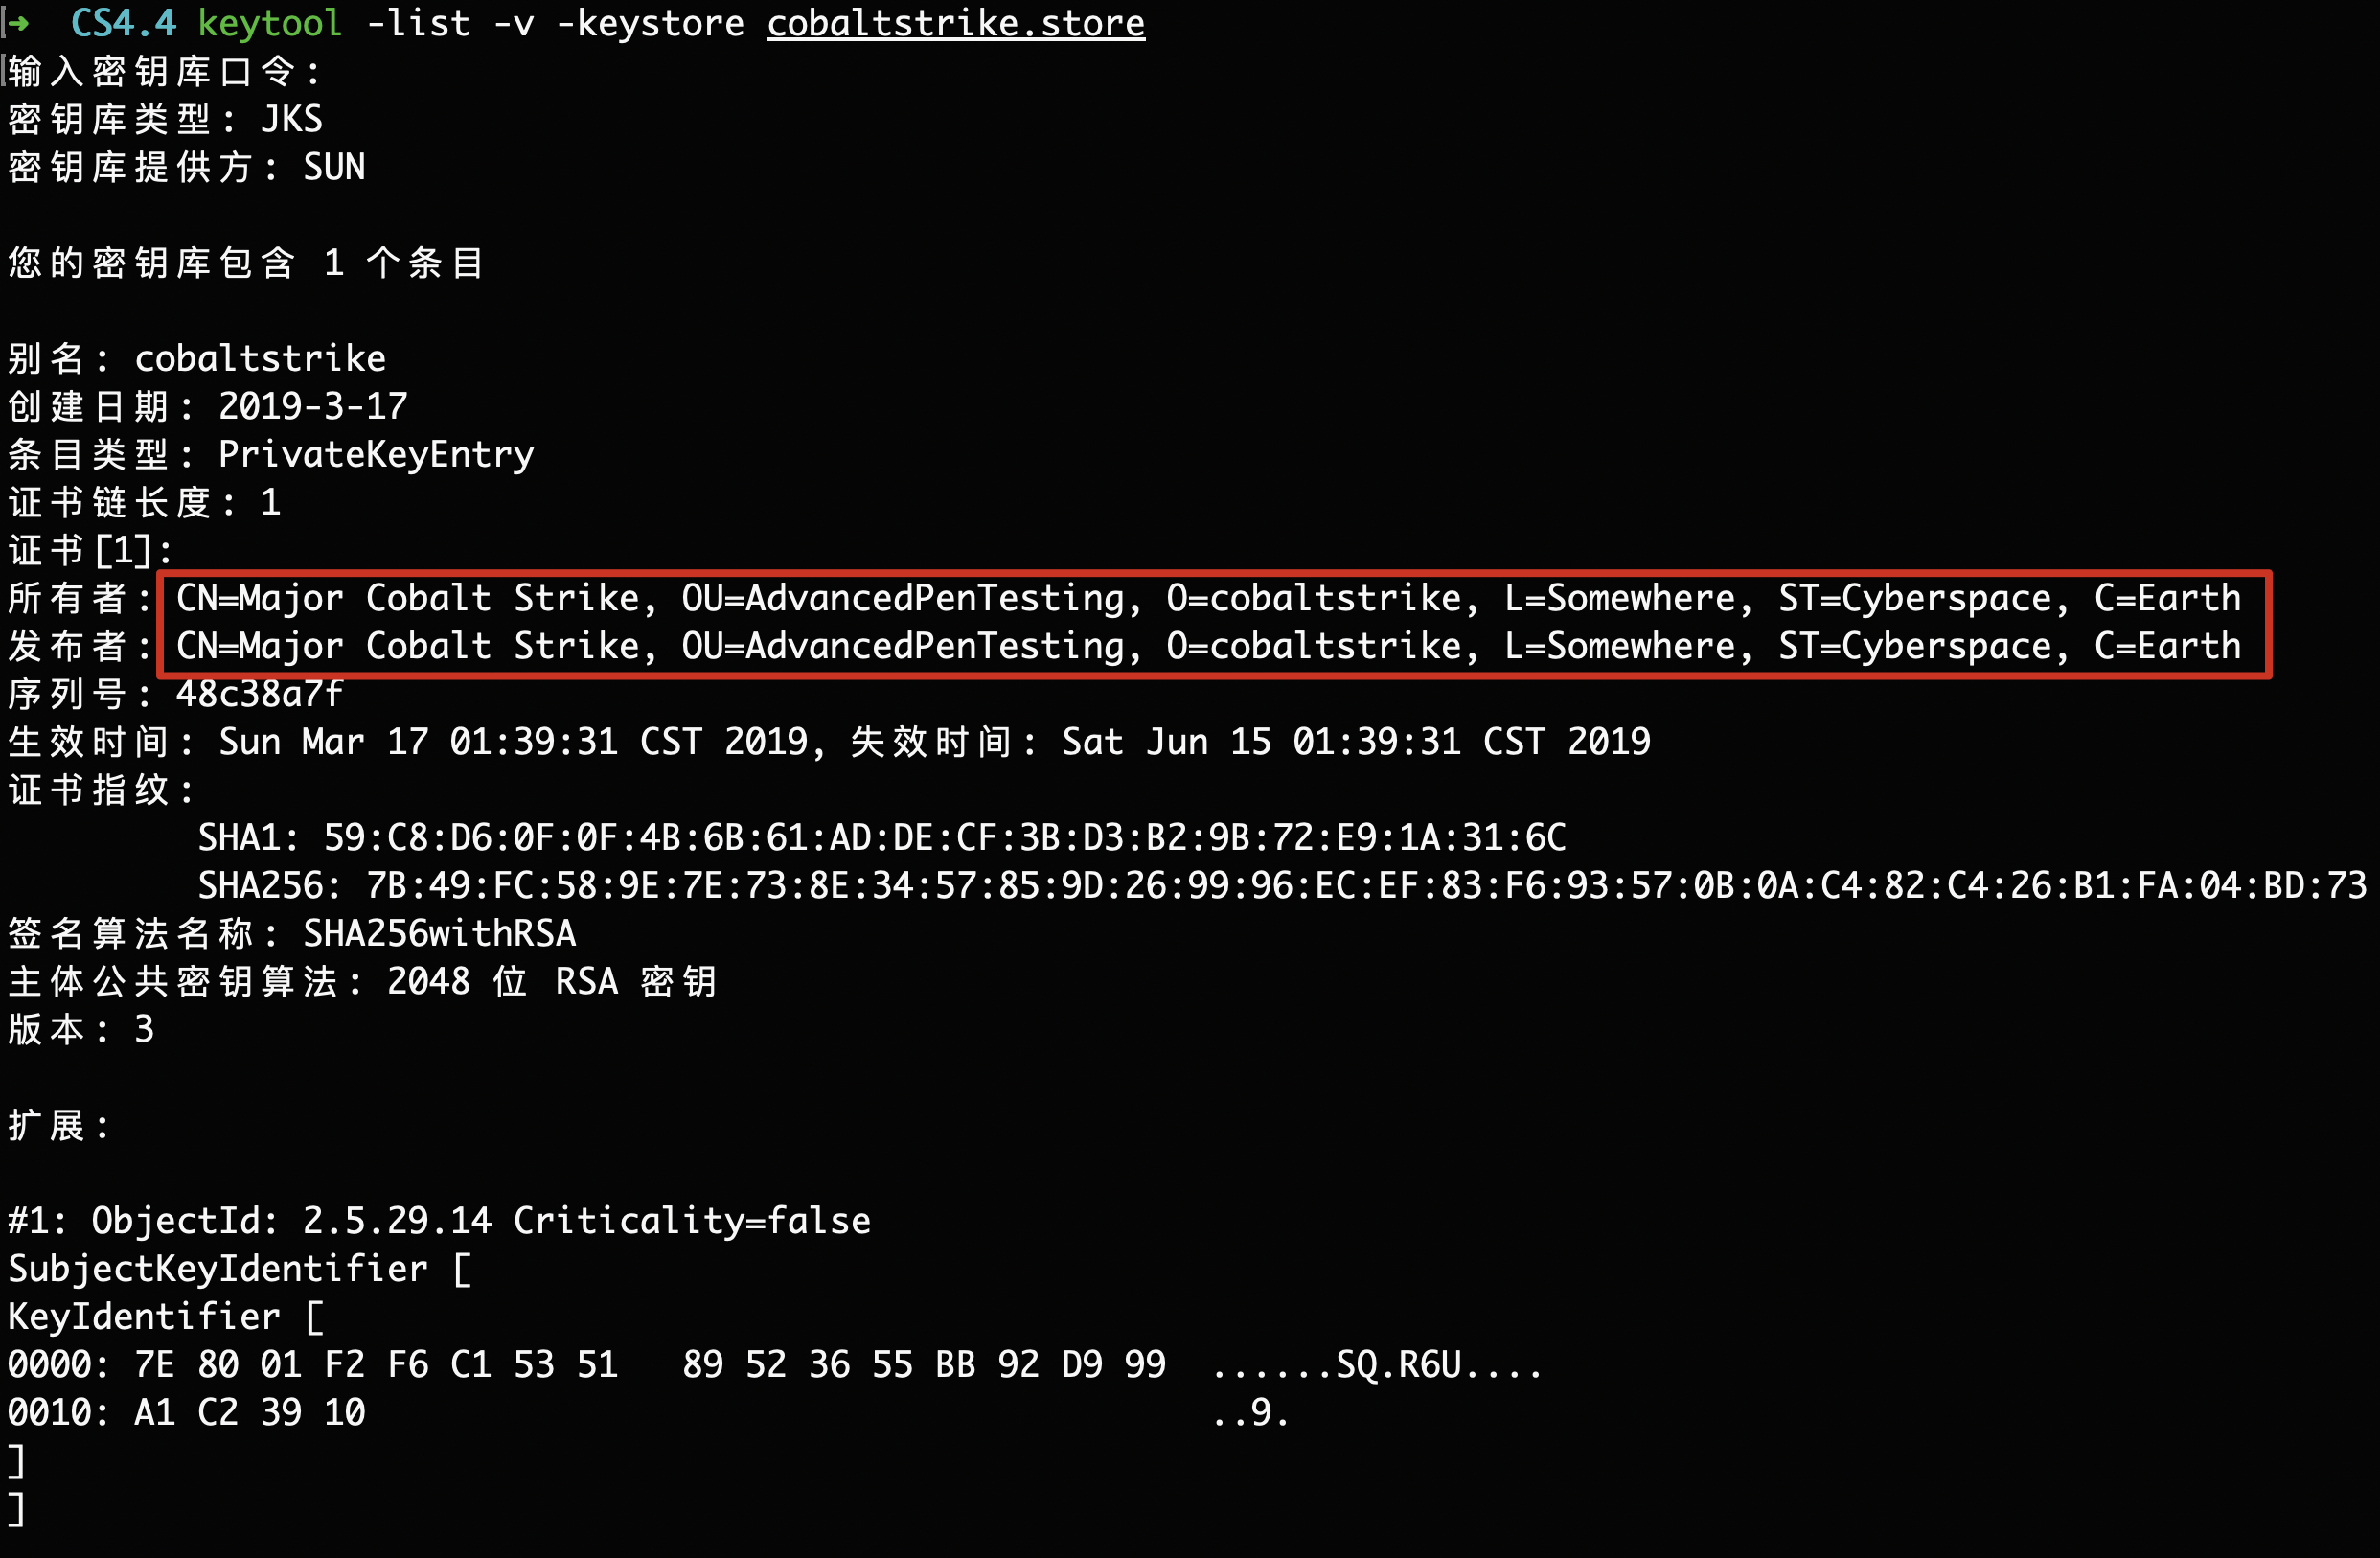 ➜ CS4.4 keytool -list -v -keystore cobaltstrike.store
输入密钥库口令:
密钥库类型: JKS
密钥库提供方: SUN
您的密钥库包含 1 个条目
别名: cobaltstrike
创建日期: 2019-3-17
条目类型: PrivateKeyEntry
证书链长度: 1
证书[1]:
所有者: CN=Major Cobalt Strike, OU=AdvancedPenTesting, O=cobaltstrike, L=Somewhere, ST=Cyberspace, C=Earth
发布者: CN=Major Cobalt Strike, OU=AdvancedPenTesting, O=cobaltstrike, L=Somewhere, ST=Cyberspace, C=Earth
序列号: 48c38a7f
生效时间: Sun Mar 17 01:39:31 CST 2019, 失效时间: Sat Jun 15 01:39:31 CST 2019
证书指纹:
SHA1: 59:C8:D6:0F:0F:4B:6B:61:AD:DE:CF:3B:D3:B2:9B:72:E9:1A:31:6C
SHA256: 7B:49:FC:58:9E:7E:73:8E:34:57:85:9D:26:99:96:EC:EF:83:F6:93:57:0B:0A:C4:82:C4:26:B1:FA:04:BD:73
签名算法名称: SHA256withRSA
主体公共密钥算法: 2048 位 RSA 密钥
版本: 3
扩展:
#1: ObjectId: 2.5.29.14 Criticality=false
SubjectKeyIdentifier [
KeyIdentifier [
0000: 7E 80 01 F2 F6 C1 53 51   89 52 36 55 BB 92 D9 99  ......SQ.R6U....
0010: A1 C2 39 10                                        ..9.
]
]